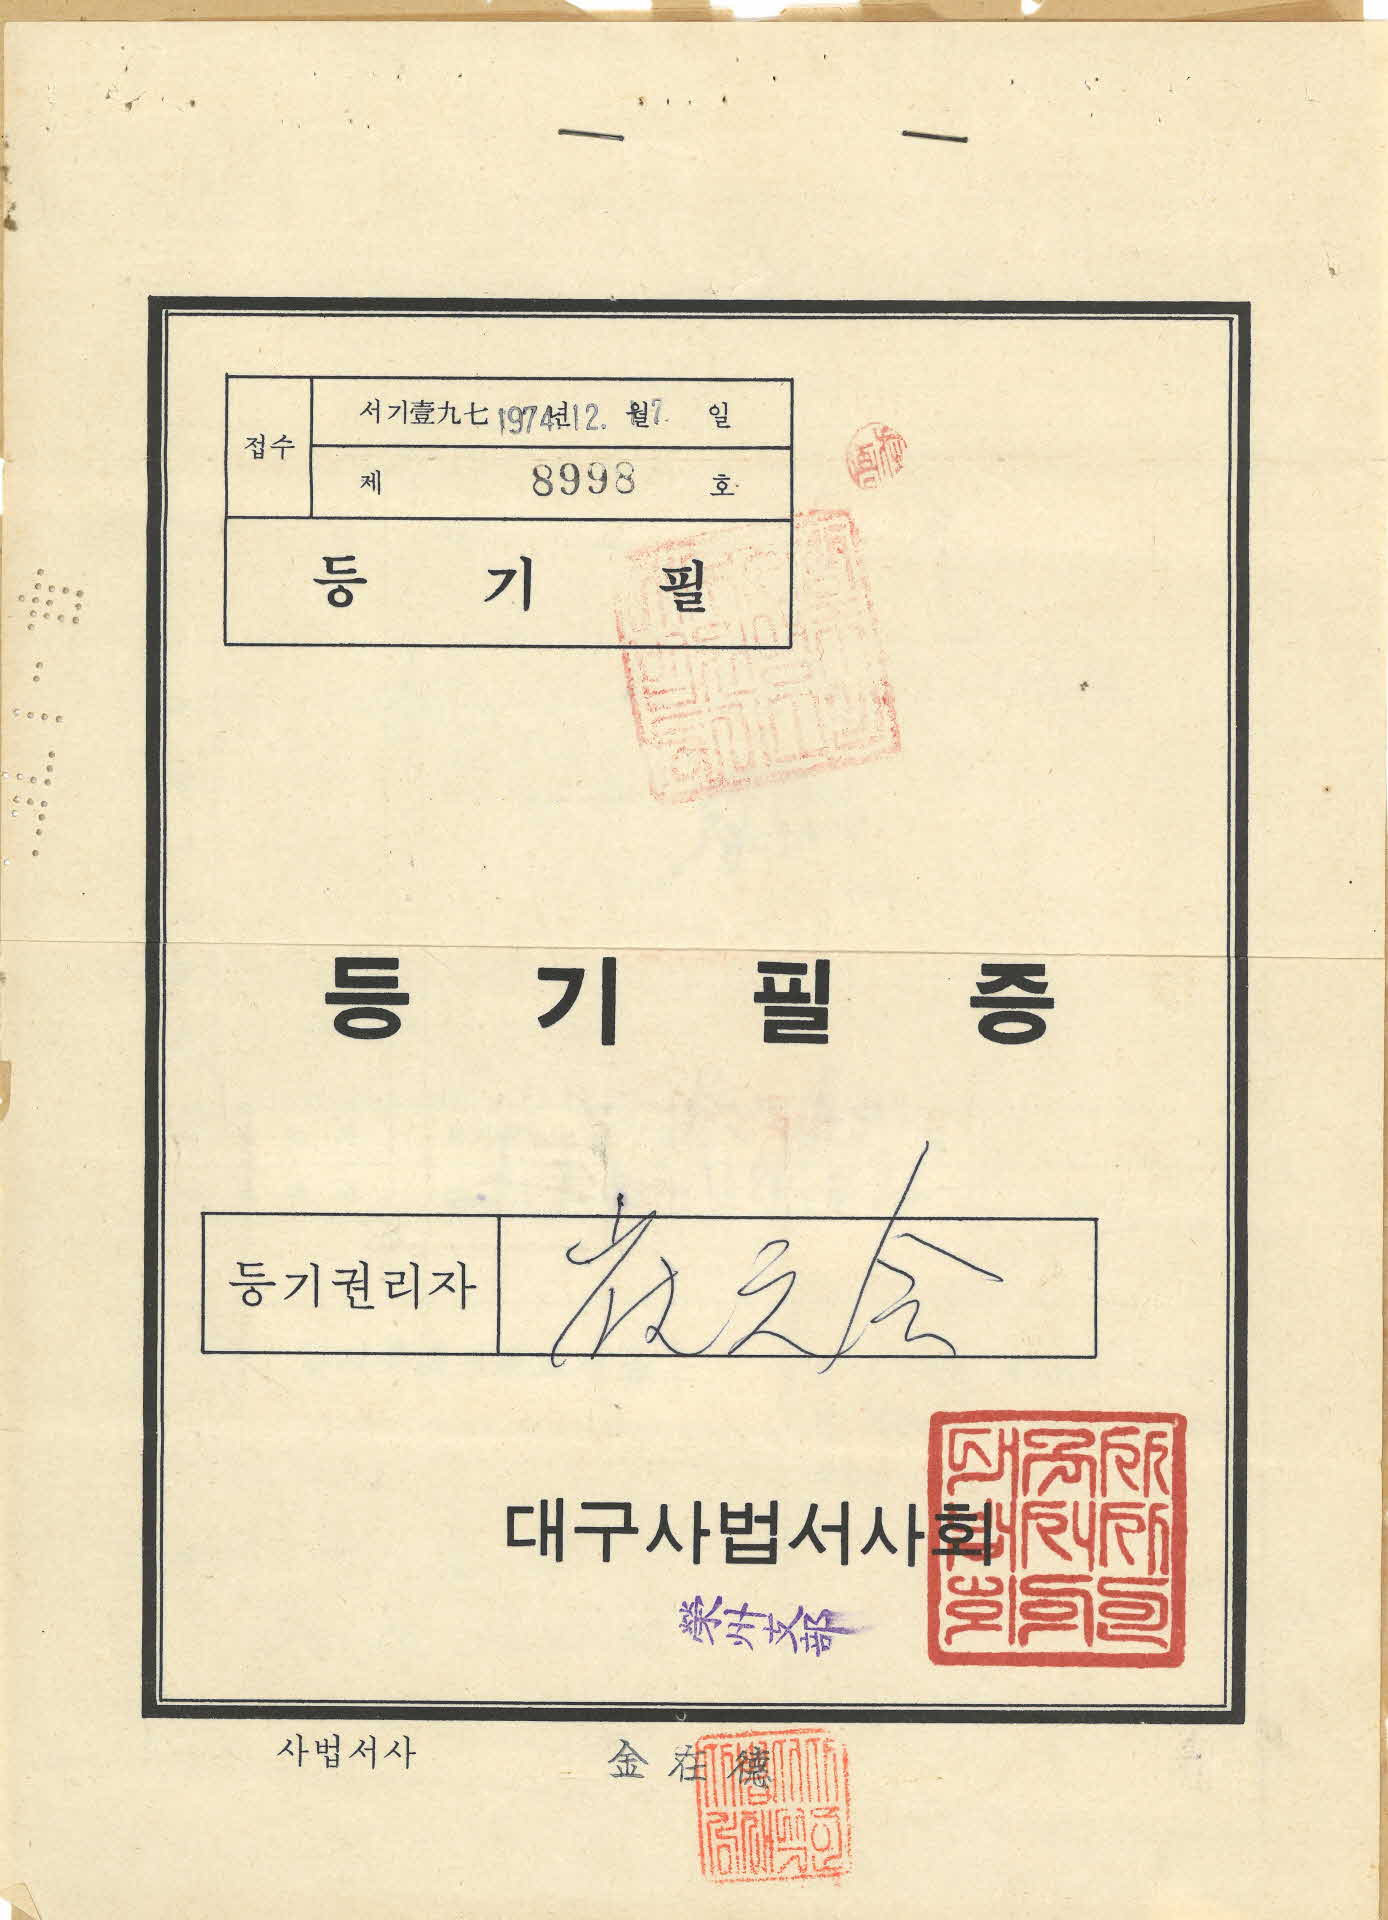 접수
서기壹九七 1974년12.월7.일
제 8998 호
등 기 필
등 기 필 증
등기권리자
대구사법서사회
榮州支部
사법서사 金在德